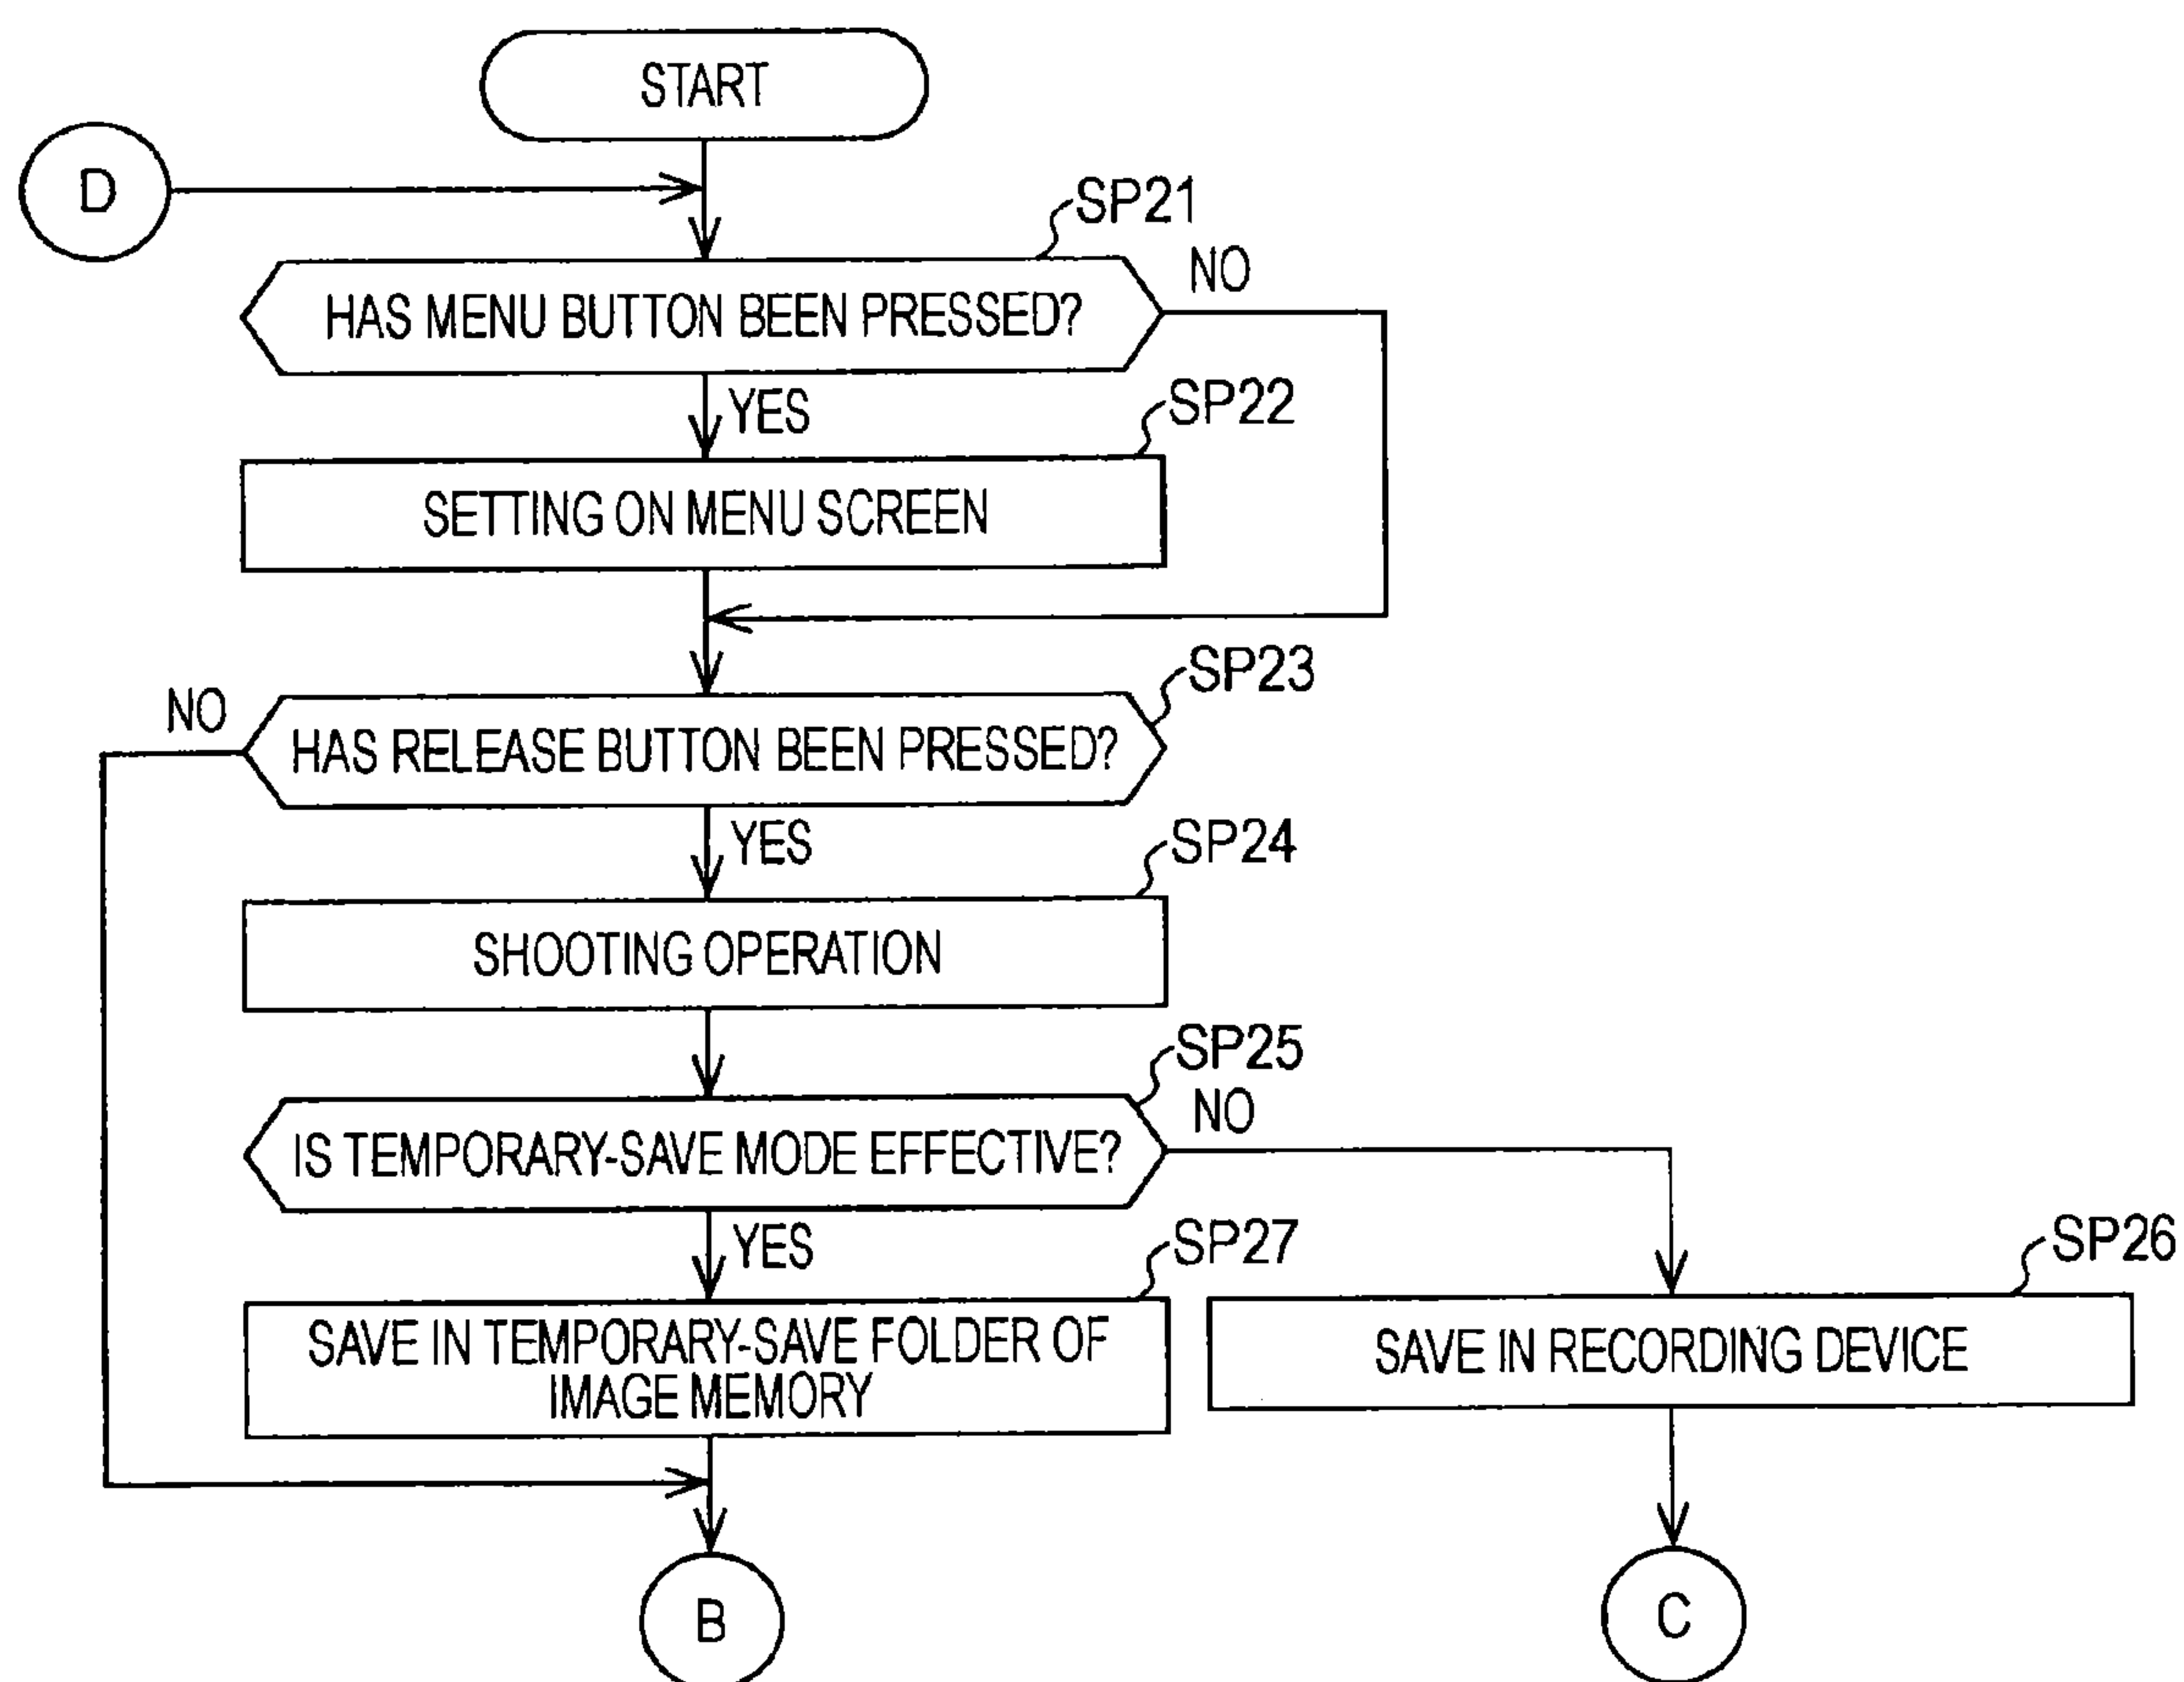 START
D
SP21
HAS MENU BUTTON BEEN PRESSED?
NO
YES
SP22
SETTING ON MENU SCREEN
SP23
NO
HAS RELEASE BUTTON BEEN PRESSED?
YES
SP24
SHOOTING OPERATION
SP25
NO
IS TEMPORARY-SAVE MODE EFFECTIVE?
YES
SP27
SAVE IN TEMPORARY-SAVE FOLDER OF
IMAGE MEMORY
SP26
SAVE IN RECORDING DEVICE
B
C